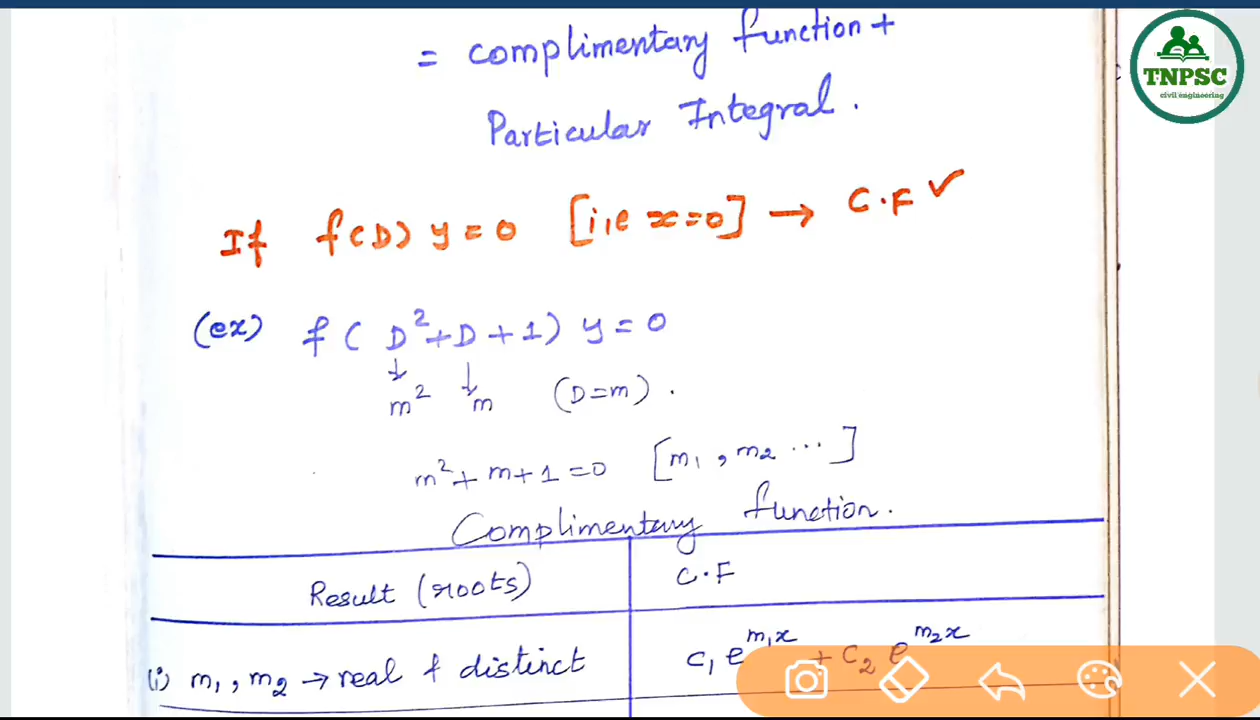 = complimentary function +
TNPSC
civil engineering
Particular Integral.
If f(D) y = 0 [i,e x=0] → C.F ✓
(ex) f ( D² + D + 1) y = 0
↓ ↓
m² m (D=m).
m² + m + 1 = 0 [m₁, m₂ ...]
Complimentary function.
Result (roots) C.F
(i) m₁, m₂ → real & distinct C₁ e^{m₁x} + C₂ e^{m₂x}